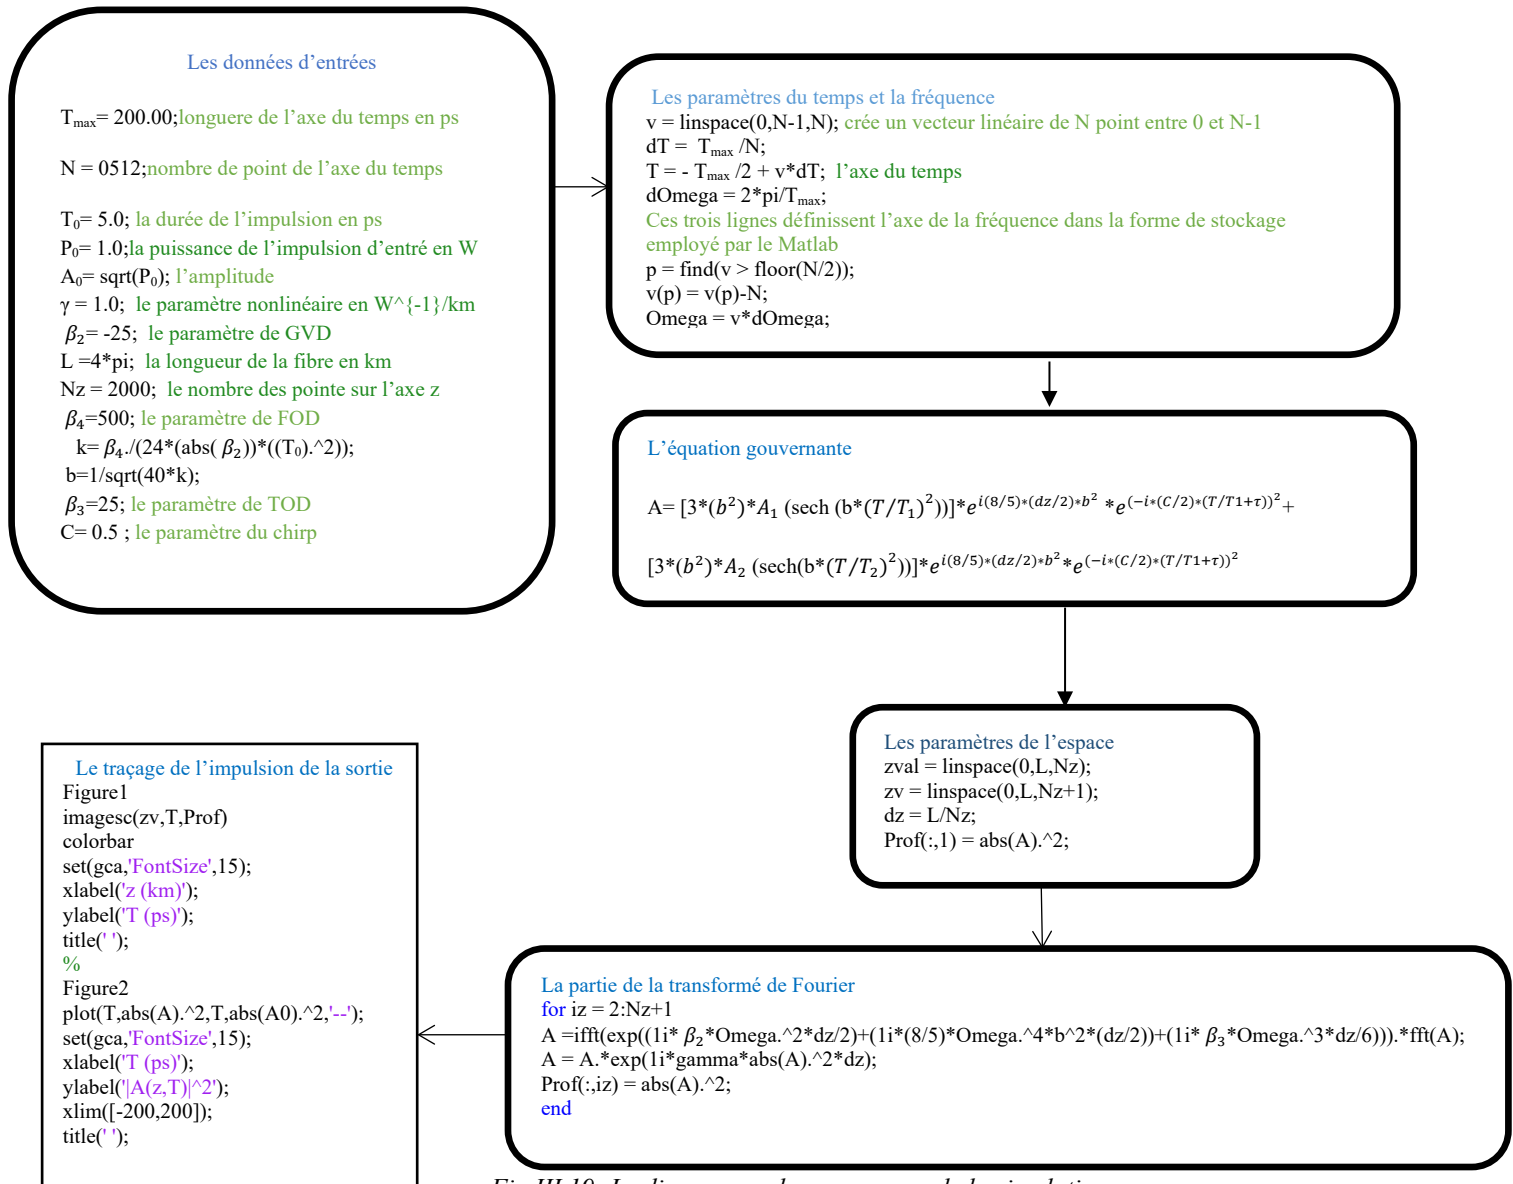 Les données d’entrées
Tmax= 200.00;longuere de l’axe du temps en ps
N = 0512;nombre de point de l’axe du temps
T0= 5.0; la durée de l’impulsion en ps
P0= 1.0;la puissance de l’impulsion d’entré en W
A0= sqrt(P0); l’amplitude
γ = 1.0; le paramètre nonlinéaire en W^{-1}/km
β2= -25; le paramètre de GVD
L =4*pi; la longueur de la fibre en km
Nz = 2000; le nombre des pointe sur l’axe z
β4=500; le paramètre de FOD
k= β4./(24*(abs( β2))*((T0).^2));
b=1/sqrt(40*k);
β3=25; le paramètre de TOD
C= 0.5 ; le paramètre du chirp
Les paramètres du temps et la fréquence
v = linspace(0,N-1,N); crée un vecteur linéaire de N point entre 0 et N-1
dT = Tmax /N;
T = - Tmax /2 + v*dT; l’axe du temps
dOmega = 2*pi/Tmax;
Ces trois lignes définissent l’axe de la fréquence dans la forme de stockage
employé par le Matlab
p = find(v > floor(N/2));
v(p) = v(p)-N;
Omega = v*dOmega;
L’équation gouvernante
A= [3*(b²)*A₁ (sech (b*(T/T₁)²))]*e^{i(8/5)*(dz/2)*b²} *e^{(−i*(C/2)*(T/T1+τ))²}+
[3*(b²)*A₂ (sech(b*(T/T₂)²))]*e^{i(8/5)*(dz/2)*b²}*e^{(−i*(C/2)*(T/T1+τ))²}
Les paramètres de l’espace
zval = linspace(0,L,Nz);
zv = linspace(0,L,Nz+1);
dz = L/Nz;
Prof(:,1) = abs(A).^2;
La partie de la transformé de Fourier
for iz = 2:Nz+1
A =ifft(exp((1i* β2*Omega.^2*dz/2)+(1i*(8/5)*Omega.^4*b^2*(dz/2))+(1i* β3*Omega.^3*dz/6))).*fft(A);
A = A.*exp(1i*gamma*abs(A).^2*dz);
Prof(:,iz) = abs(A).^2;
end
Le traçage de l’impulsion de la sortie
Figure1
imagesc(zv,T,Prof)
colorbar
set(gca,'FontSize',15);
xlabel('z (km)');
ylabel('T (ps)');
title(' ');
%
Figure2
plot(T,abs(A).^2,T,abs(A0).^2,'--');
set(gca,'FontSize',15);
xlabel('T (ps)');
ylabel('|A(z,T)|^2');
xlim([-200,200]);
title(' ');